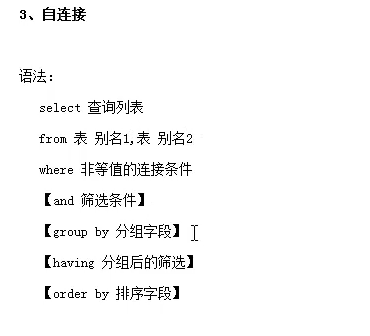 3、自连接
语法：
select 查询列表
from 表 别名1,表 别名2
where 非等值的连接条件
【and 筛选条件】
【group by 分组字段】
【having 分组后的筛选】
【order by 排序字段】